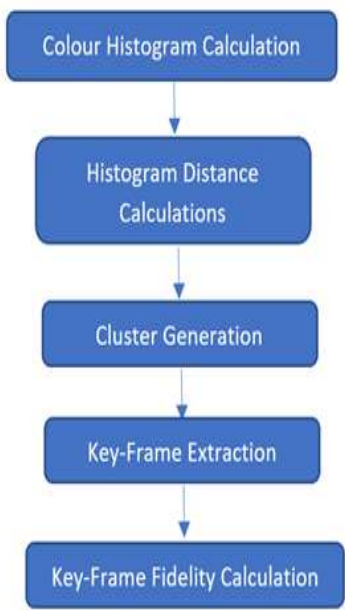 Colour Histogram Calculation
Histogram Distance
Calculations
Cluster Generation
Key-Frame Extraction
Key-Frame Fidelity Calculation